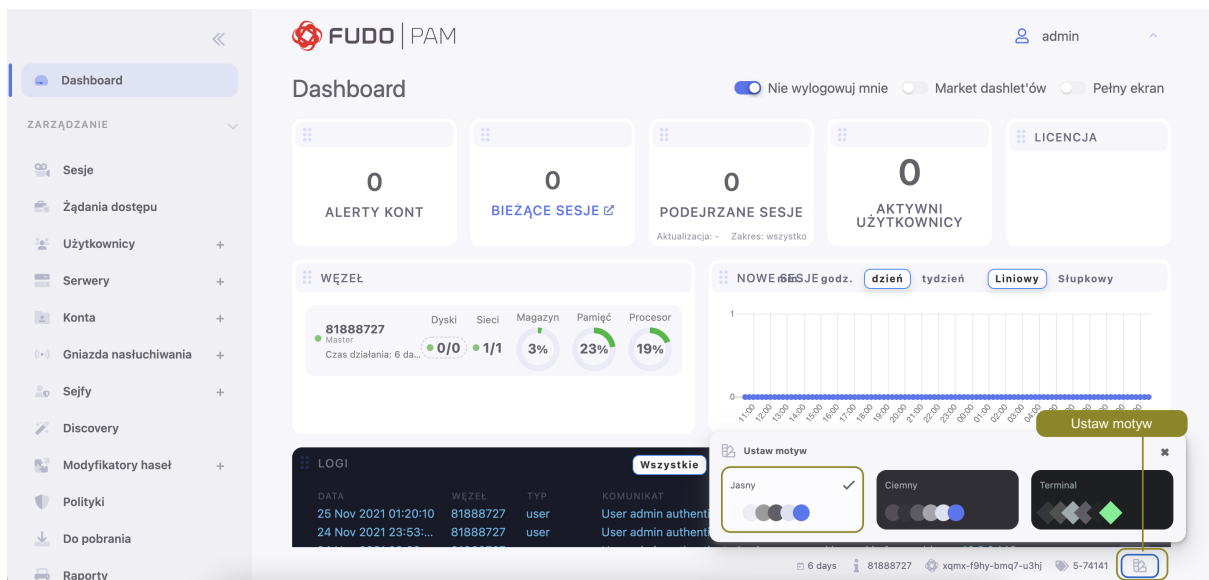 FUDO PAM
admin
Dashboard
Dashboard
Nie wylogowuj mnie
Market dashlet'ów
Pełny ekran
ZARZĄDZANIE
Sesje
Żądania dostępu
Użytkownicy +
Serwery +
Konta +
Gniazda nasłuchiwania +
Sejfy +
Discovery
Modyfikatory haseł +
Polityki
Do pobrania
Raporty
0
ALERTY KONT
0
BIEŻĄCE SESJE
0
PODEJRZANE SESJE
Aktualizacja: - Zakres: wszystko
0
AKTYWNI
UŻYTKOWNICY
LICENCJA
WĘZEŁ
81888727
Master
Czas działania: 6 da...
Dyski
0/0
Sieci
1/1
Magazyn
3%
Pamięć
23%
Procesor
19%
NOWE SESJE godz. dzień tydzień Liniowy Słupkowy
1
0
11:00 12:00 13:00 14:00 15:00 16:00 17:00 18:00 19:00 20:00 21:00 22:00 23:00 00:00 01:00 02:00 03:00
Ustaw motyw
LOGI
Wszystkie
DATA WĘZEŁ TYP KOMUNIKAT
25 Nov 2021 01:20:10 81888727 user User admin authenti
24 Nov 2021 23:53:... 81888727 user User admin authenti
Ustaw motyw
Jasny
Ciemny
Terminal
6 days 81888727 xqmx-f9hy-bmq7-u3hj 5-74141